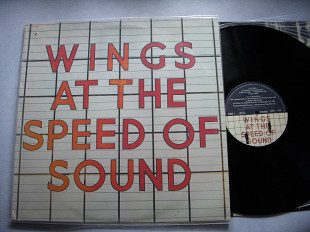 WINGS
AT THE
SPEED OF
SOUND
WINGS
AT THE
SPEED OF
SOUND